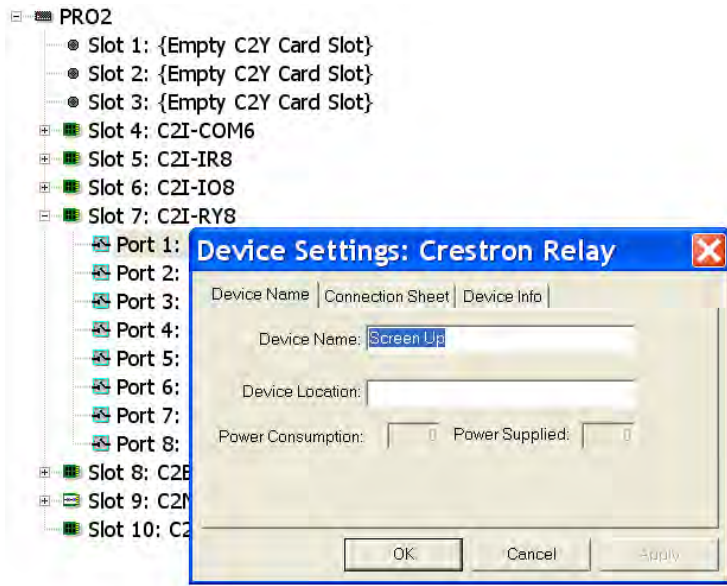 PRO2
Slot 1: {Empty C2Y Card Slot}
Slot 2: {Empty C2Y Card Slot}
Slot 3: {Empty C2Y Card Slot}
Slot 4: C2I-COM6
Slot 5: C2I-IR8
Slot 6: C2I-IO8
Slot 7: C2I-RY8
Port 1:
Port 2:
Port 3:
Port 4:
Port 5:
Port 6:
Port 7:
Port 8:
Slot 8: C2E
Slot 9: C2N
Slot 10: C2
Device Settings: Crestron Relay
Device Name Connection Sheet Device Info
Device Name: Screen Up
Device Location:
Power Consumption: 0 Power Supplied: 0
OK Cancel Apply